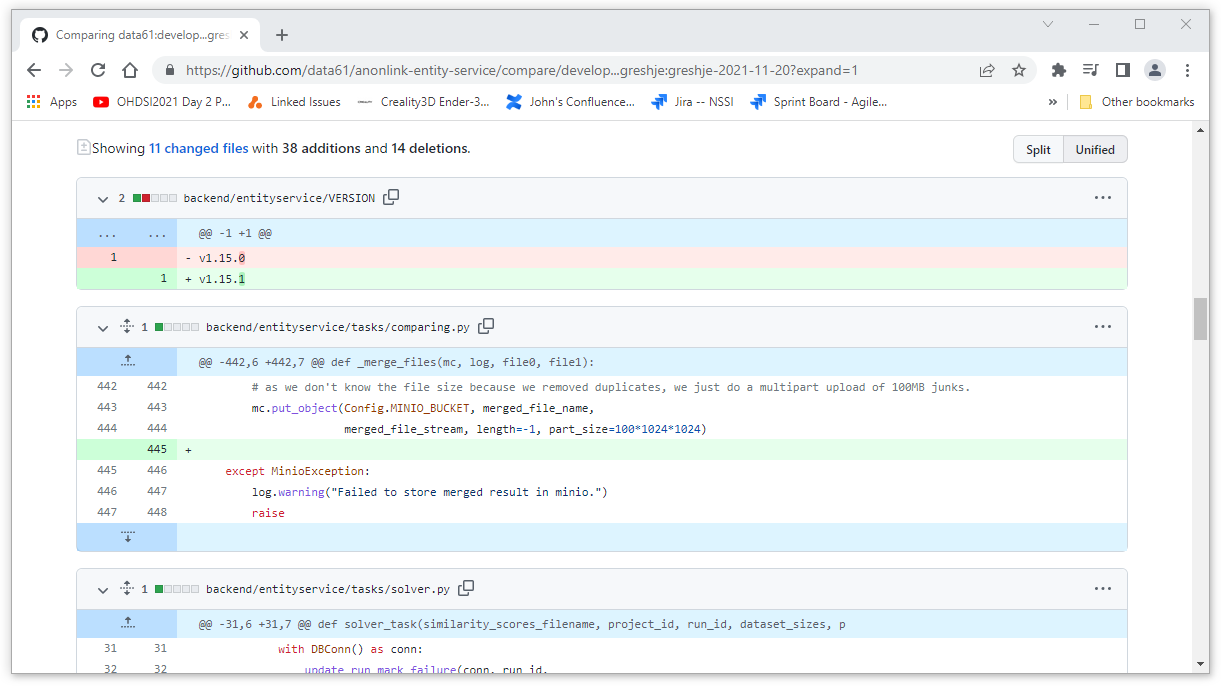 Comparing data61:develop...gres
https://github.com/data61/anonlink-entity-service/compare/develop...greshje:greshje-2021-11-20?expand=1
Apps OHDSI2021 Day 2 P... Linked Issues Creality3D Ender-3... John's Confluence... Jira -- NSSI Sprint Board - Agile... » Other bookmarks
Showing 11 changed files with 38 additions and 14 deletions. Split Unified
2 backend/entityservice/VERSION ...
... ... @@ -1 +1 @@
1 - v1.15.0
1 + v1.15.1
1 backend/entityservice/tasks/comparing.py ...
@@ -442,6 +442,7 @@ def _merge_files(mc, log, file0, file1):
442 442 # as we don't know the file size because we removed duplicates, we just do a multipart upload of 100MB junks.
443 443 mc.put_object(Config.MINIO_BUCKET, merged_file_name,
444 444 merged_file_stream, length=-1, part_size=100*1024*1024)
445 +
445 446 except MinioException:
446 447 log.warning("Failed to store merged result in minio.")
447 448 raise
1 backend/entityservice/tasks/solver.py ...
@@ -31,6 +31,7 @@ def solver_task(similarity_scores_filename, project_id, run_id, dataset_sizes, p
31 31 with DBConn() as conn:
32 32 update_run_mark_failure(conn, run_id,